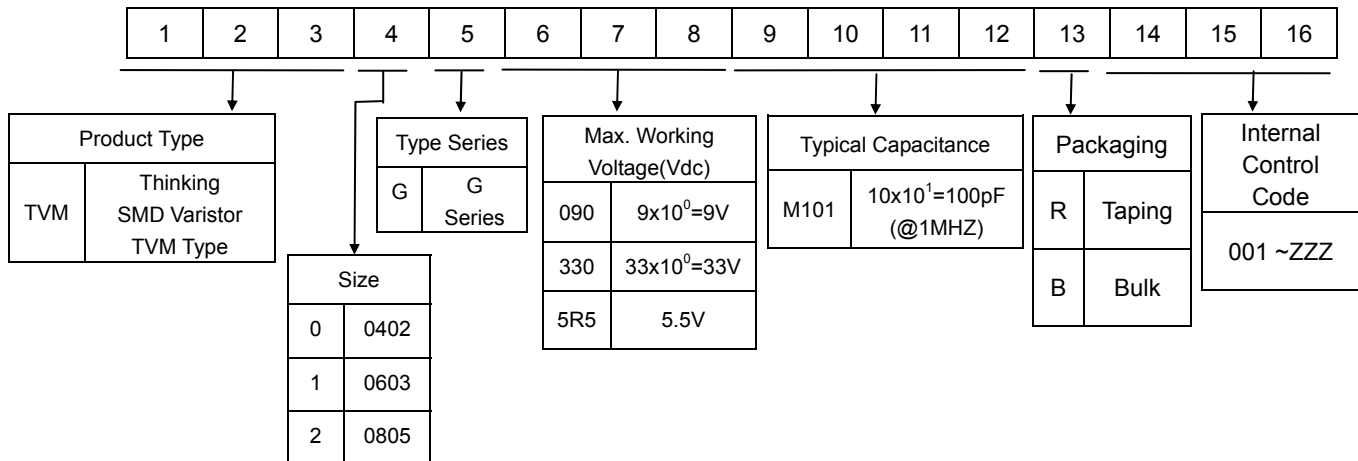 1 2 3 4 5 6 7 8 9 10 11 12 13 14 15 16
Product Type
TVM
Thinking
SMD Varistor
TVM Type
Size
0 0402
1 0603
2 0805
Type Series
G
G
Series
Max. Working
Voltage(Vdc)
090 9x10⁰=9V
330 33x10⁰=33V
5R5 5.5V
Typical Capacitance
M101
10x10¹=100pF
(@1MHZ)
Packaging
R Taping
B Bulk
Internal
Control
Code
001 ~ZZZ